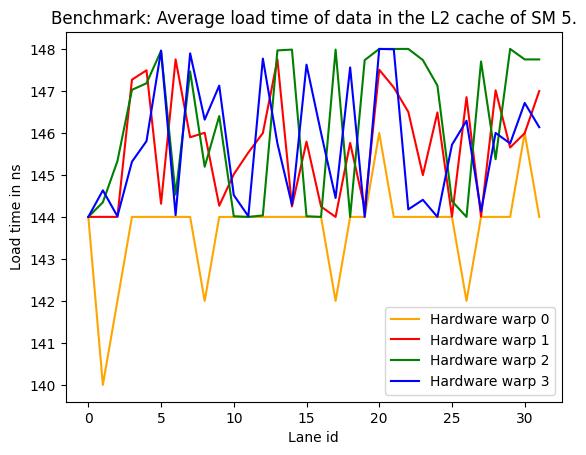 Benchmark: Average load time of data in the L2 cache of SM 5.
Load time in ns
148
147
146
145
144
143
142
141
140
0
5
10
15
20
25
30
Lane id
Hardware warp 0
Hardware warp 1
Hardware warp 2
Hardware warp 3